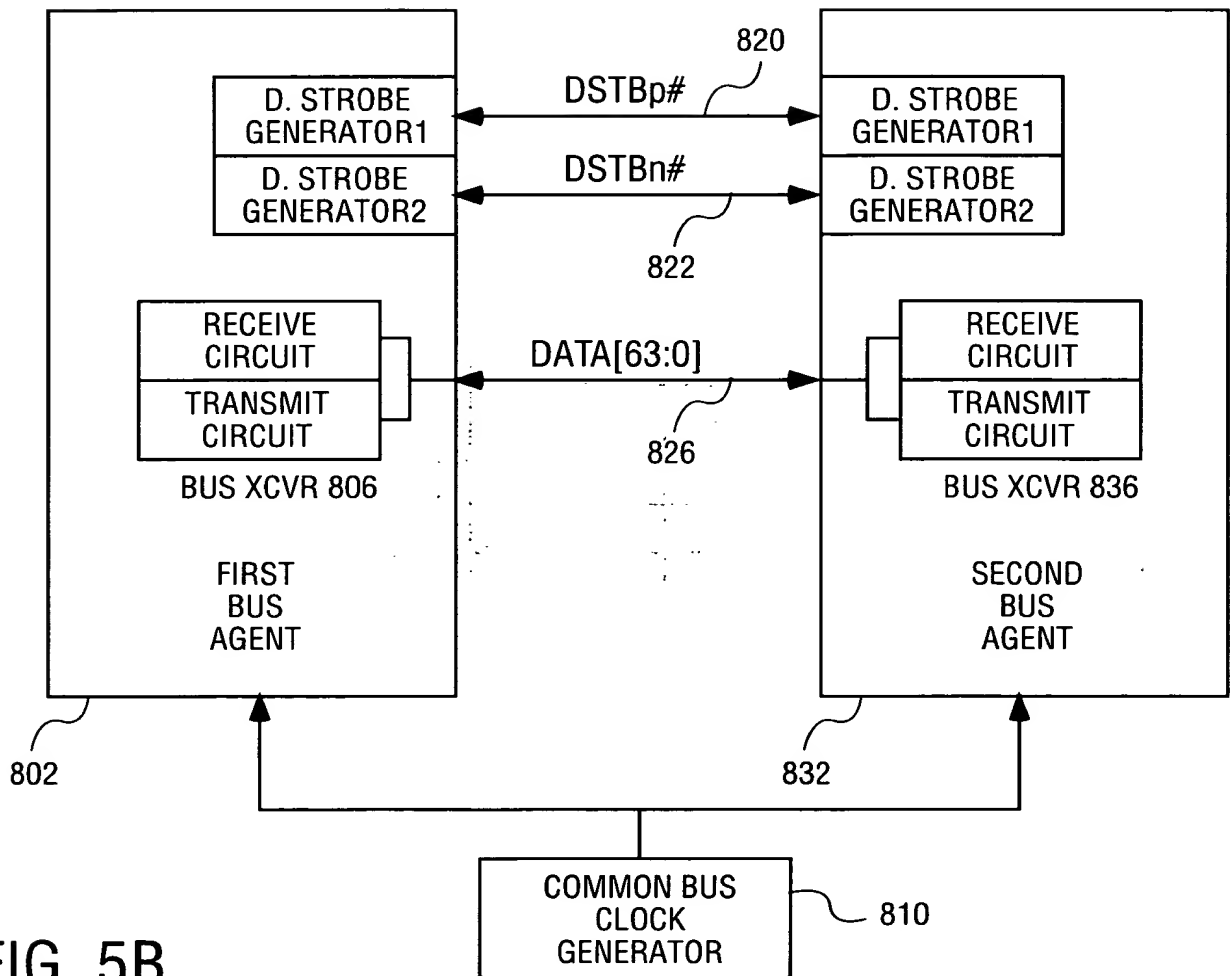 820
D. STROBE
GENERATOR1
DSTBp#
D. STROBE
GENERATOR1
D. STROBE
GENERATOR2
DSTBn#
D. STROBE
GENERATOR2
822
RECEIVE
CIRCUIT
TRANSMIT
CIRCUIT
DATA[63:0]
RECEIVE
CIRCUIT
TRANSMIT
CIRCUIT
826
BUS XCVR 806
BUS XCVR 836
FIRST
BUS
AGENT
SECOND
BUS
AGENT
802
832
COMMON BUS
CLOCK
GENERATOR
810
FIG. 5B